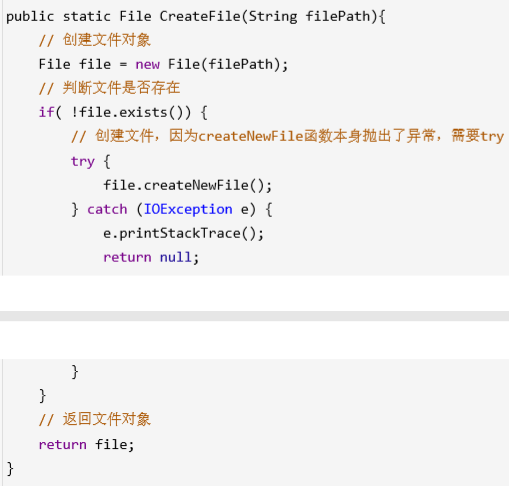 public static File CreateFile(String filePath){
    // 创建文件对象
    File file = new File(filePath);
    // 判断文件是否存在
    if( !file.exists()) {
        // 创建文件，因为createNewFile函数本身抛出了异常，需要try
        try {
            file.createNewFile();
        } catch (IOException e) {
            e.printStackTrace();
            return null;
        }
    }
    // 返回文件对象
    return file;
}